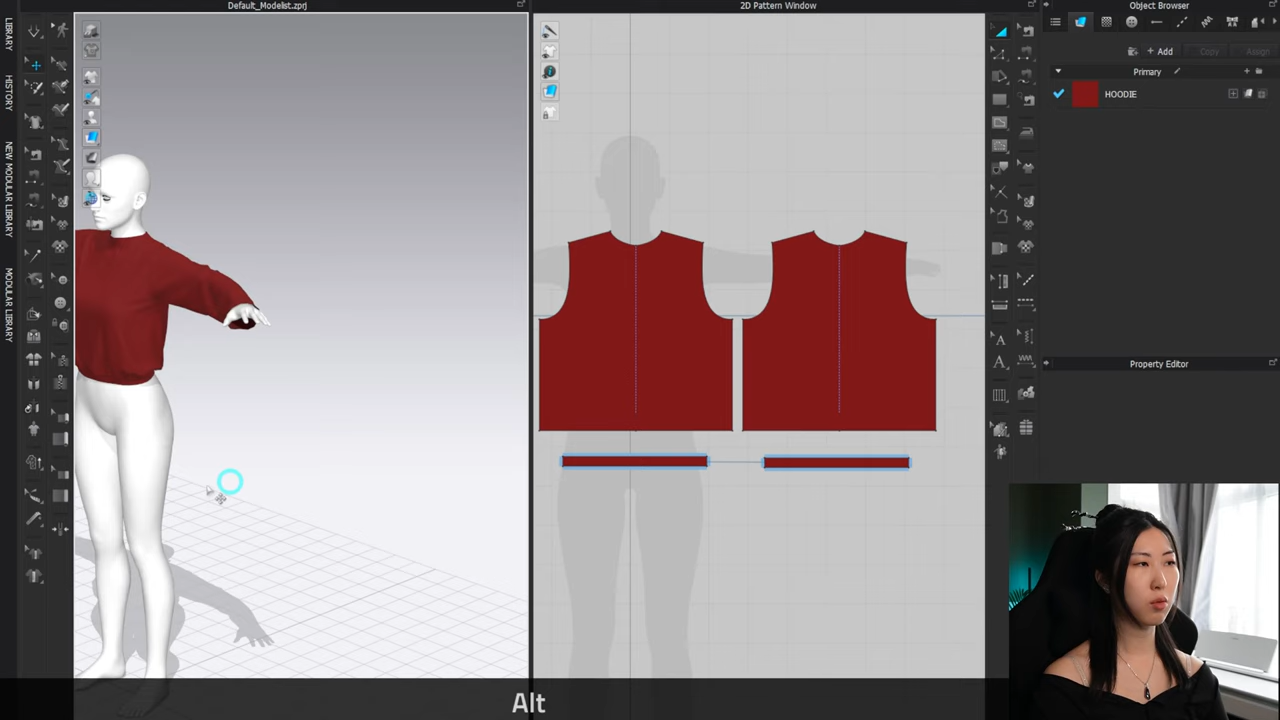 Default_Modelist.zprj
2D Pattern Window
Object Browser
LIBRARY
HISTORY
NEW MODULAR LIBRARY
MODULAR LIBRARY
+ Add
Copy
Assign
Primary
HOODIE
Property Editor
A
A
Alt